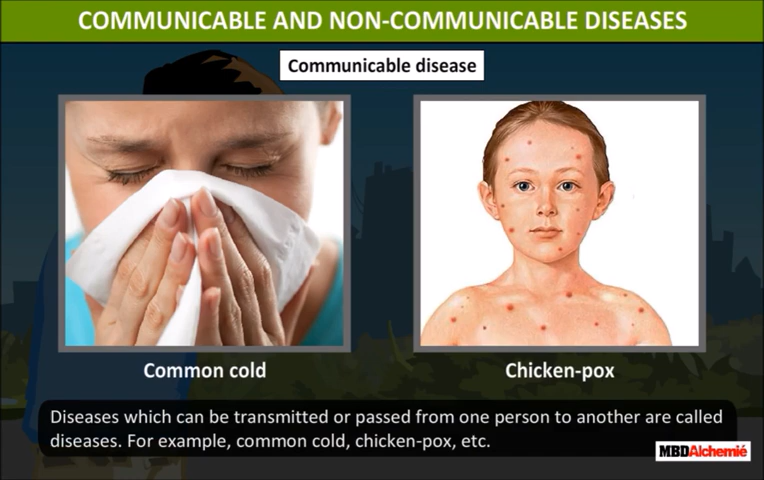 COMMUNICABLE AND NON-COMMUNICABLE DISEASES
Communicable disease
Common cold
Chicken-pox
Diseases which can be transmitted or passed from one person to another are called
diseases. For example, common cold, chicken-pox, etc.
MBDAlchemié